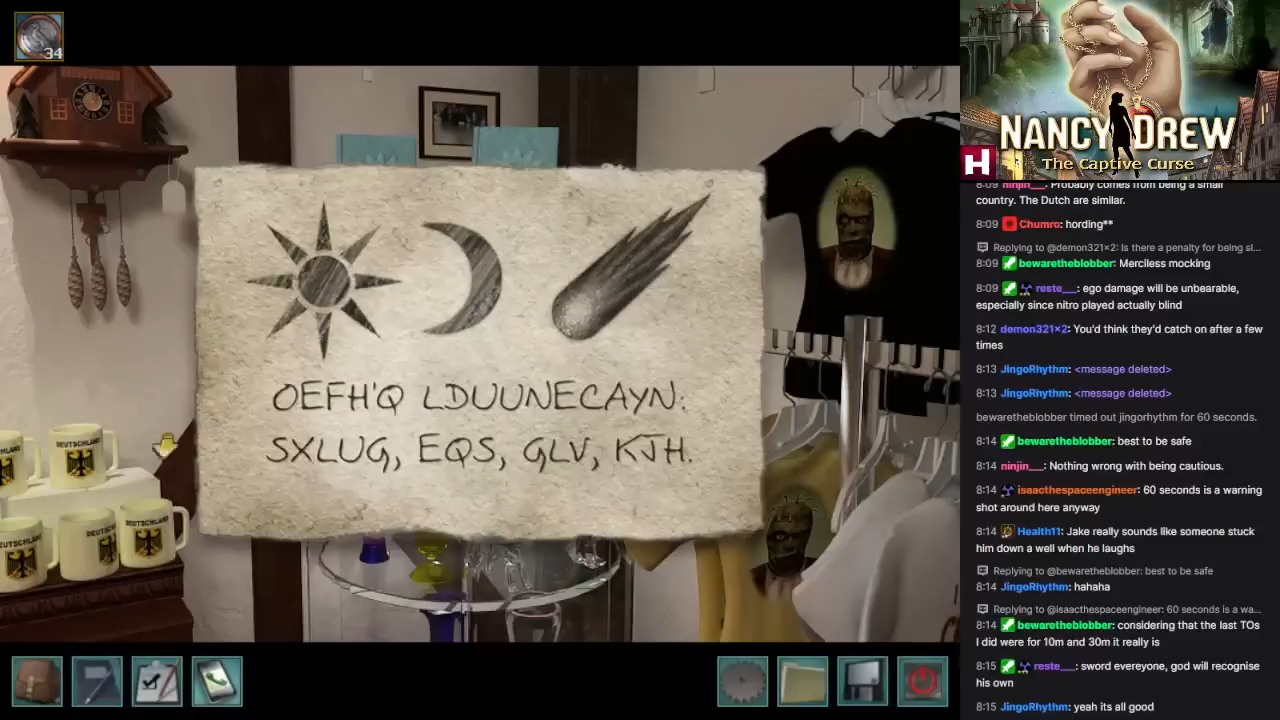 34
OEFH'Q LDUUNECAYN:
SXLUG, EQS, GLV, KJH.
DEUTSCHLAND
NANCY DREW
The Captive Curse
8:09 ninjin__: Probably comes from being a small
country. The Dutch are similar.
8:09 Chumro: hording**
Replying to @demon321x2: Is there a penalty for being sl...
8:09 bewaretheblobber: Merciless mocking
8:09 reste__: ego damage will be unbearable,
especially since nitro played actually blind
8:12 demon321x2: You'd think they'd catch on after a few
times
8:13 JingoRhythm: <message deleted>
8:13 JingoRhythm: <message deleted>
bewaretheblobber timed out jingorhythm for 60 seconds.
8:14 bewaretheblobber: best to be safe
8:14 ninjin__: Nothing wrong with being cautious.
8:14 isaacthespaceengineer: 60 seconds is a warning
shot around here anyway
8:14 Health11: Jake really sounds like someone stuck
him down a well when he laughs
Replying to @bewaretheblobber: best to be safe
8:14 JingoRhythm: hahaha
Replying to @isaacthespaceengineer: 60 seconds is a wa...
8:14 bewaretheblobber: considering that the last TOs
I did were for 10m and 30m it really is
8:15 reste__: sword evereyone, god will recognise
his own
8:15 JingoRhythm: yeah its all good